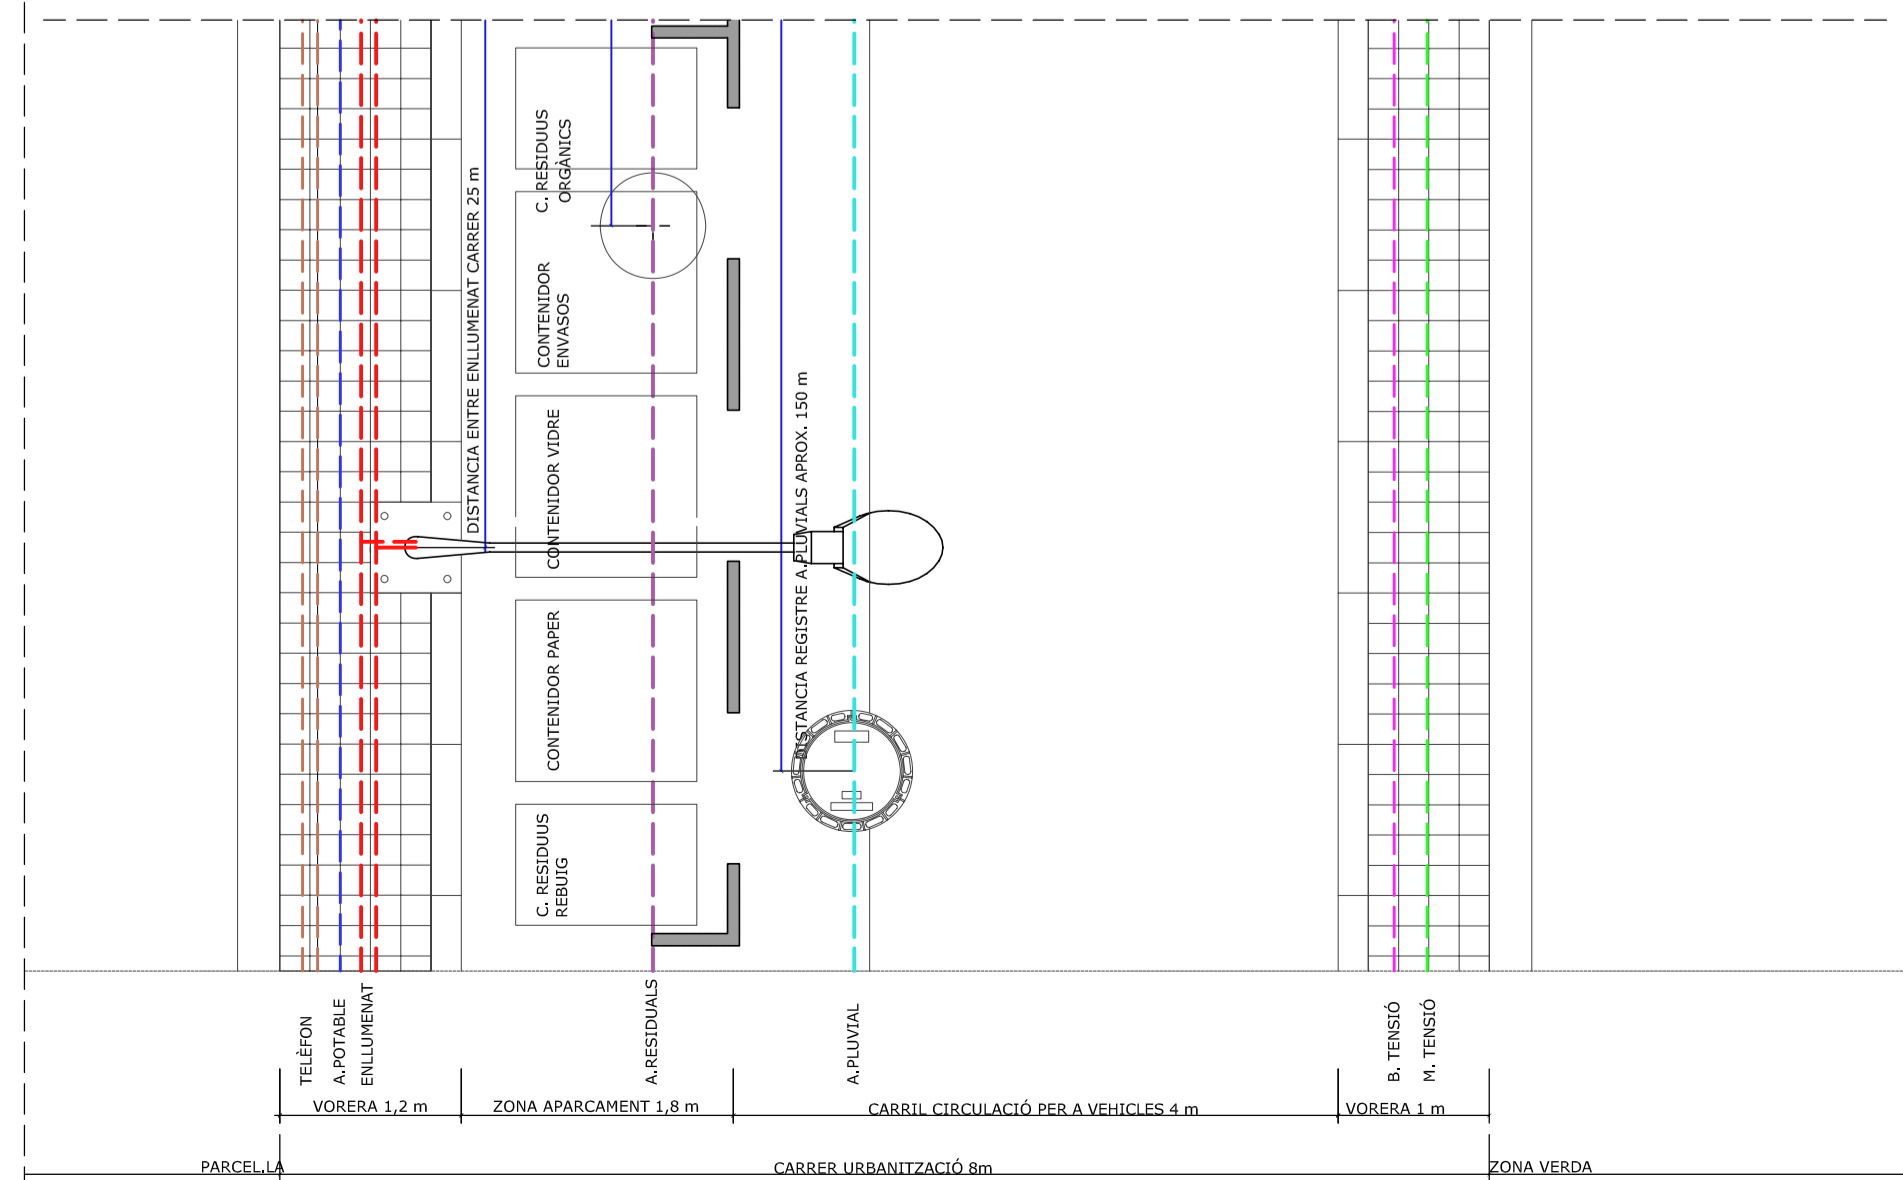 C. RESIDUUS
ORGÀNICS
CONTENIDOR
ENVASOS
CONTENIDOR VIDRE
CONTENIDOR PAPER
C. RESIDUUS
REBUIG
DISTANCIA ENTRE ENLLUMENAT CARRER 25 m
DISTANCIA REGISTRE A.PLUVIALS APROX. 150 m
TELÈFON
A.POTABLE
ENLLUMENAT
A.RESIDUALS
A.PLUVIAL
B. TENSIÓ
M. TENSIÓ
VORERA 1,2 m
ZONA APARCAMENT 1,8 m
CARRIL CIRCULACIÓ PER A VEHICLES 4 m
VORERA 1 m
PARCEL.LA
CARRER URBANITZACIÓ 8m
ZONA VERDA